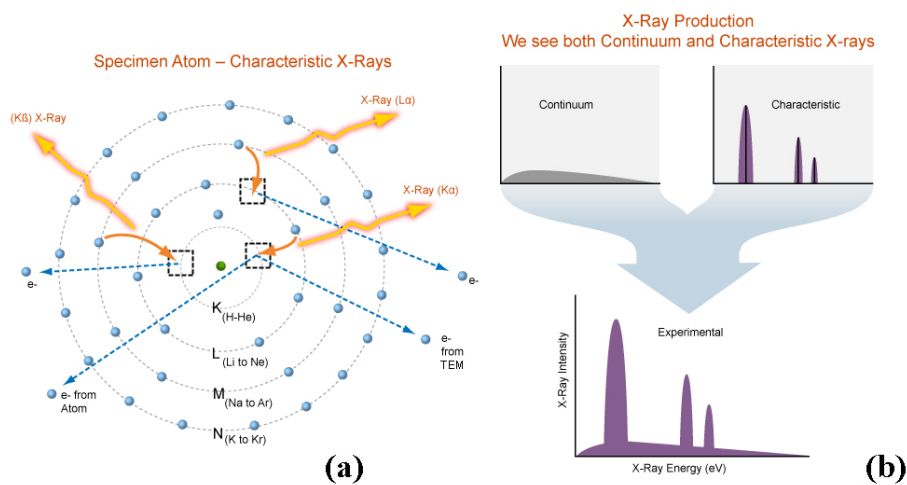 Specimen Atom – Characteristic X-Rays
(Kß) X-Ray
X-Ray (Lα)
X-Ray (Kα)
e-
e-
e-
from
TEM
e- from
Atom
K(H-He)
L(Li to Ne)
M(Na to Ar)
N(K to Kr)
(a)
X-Ray Production
We see both Continuum and Characteristic X-rays
Continuum
Characteristic
Experimental
X-Ray Intensity
X-Ray Energy (eV)
(b)